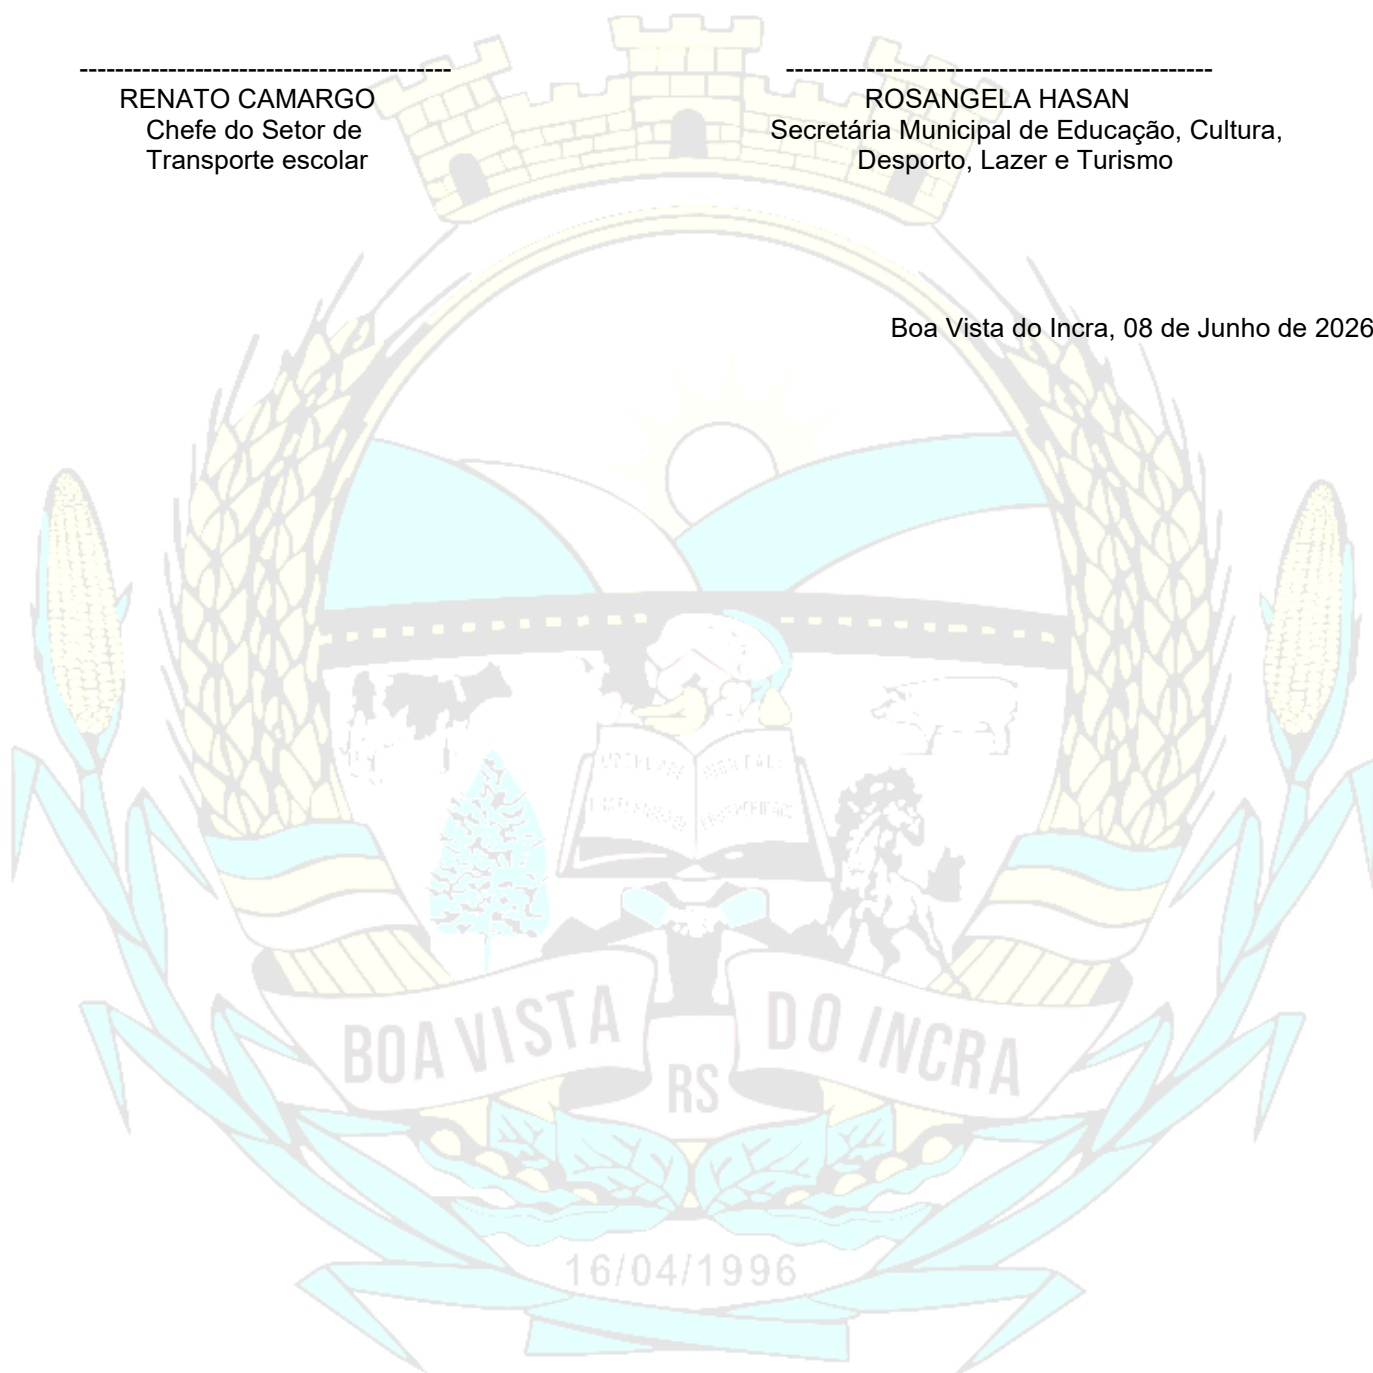 ------------------------------------------ ------------------------------------------------
RENATO CAMARGO ROSANGELA HASAN
Chefe do Setor de Secretária Municipal de Educação, Cultura,
Transporte escolar Desporto, Lazer e Turismo
Boa Vista do Incra, 08 de Junho de 2026
BOA VISTA DO INCRA
RS
16/04/1996